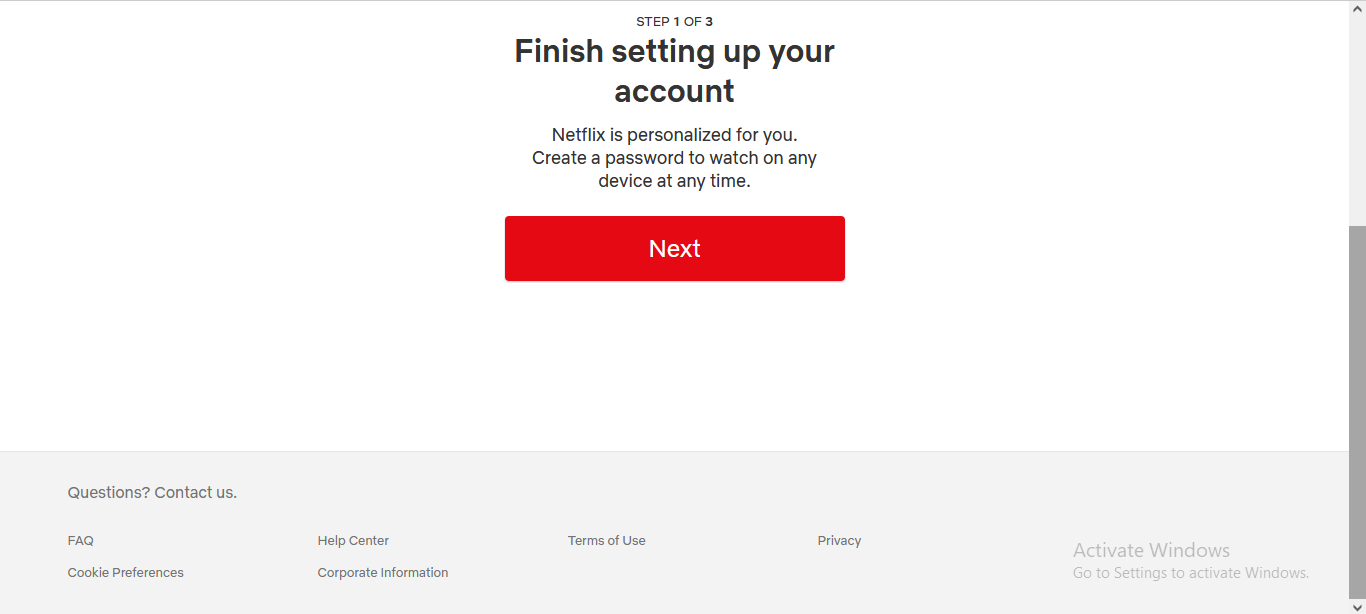 STEP 1 OF 3
Finish setting up your
account
Netflix is personalized for you.
Create a password to watch on any
device at any time.
Next
Questions? Contact us.
FAQ
Help Center
Terms of Use
Privacy
Cookie Preferences
Corporate Information
Activate Windows
Go to Settings to activate Windows.